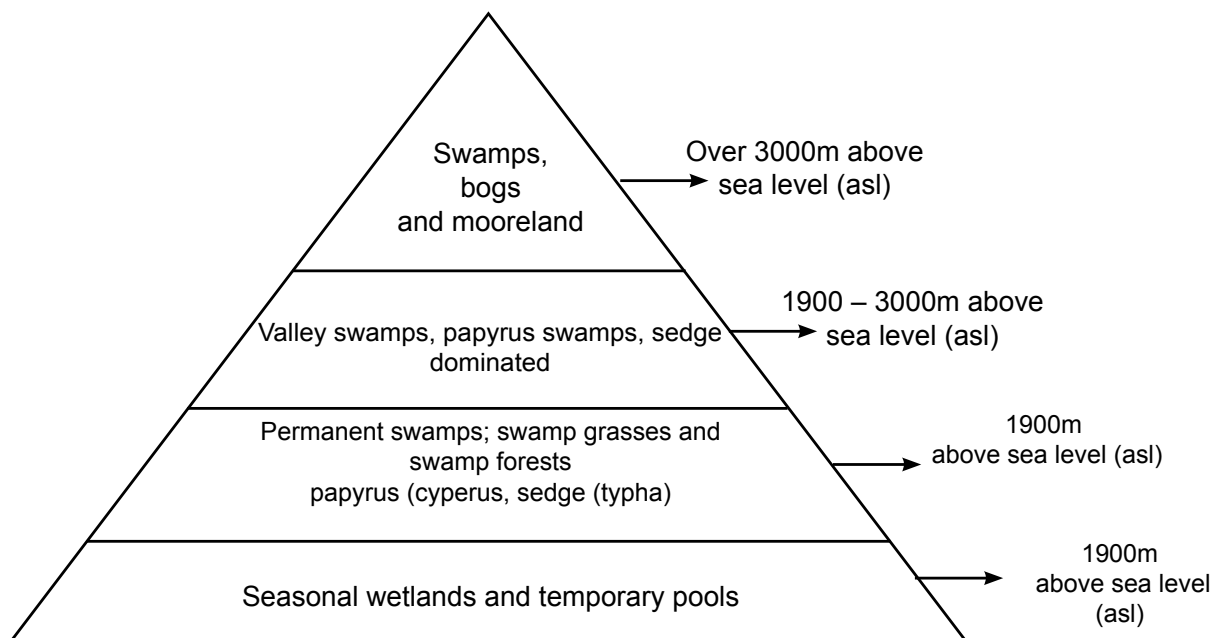 Swamps,
bogs
and mooreland
Over 3000m above
sea level (asl)
Valley swamps, papyrus swamps, sedge
dominated
1900 – 3000m above
sea level (asl)
Permanent swamps; swamp grasses and
swamp forests
papyrus (cyperus, sedge (typha)
1900m
above sea level (asl)
Seasonal wetlands and temporary pools
1900m
above sea level
(asl)